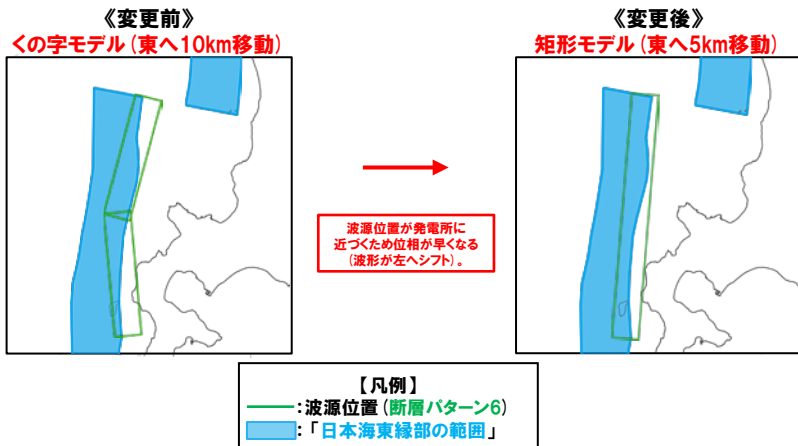 《変更前》
くの字モデル(東へ10km移動)
《変更後》
矩形モデル(東へ5km移動)
波源位置が発電所に
近づくため位相が早くなる
(波形が左へシフト)。
【凡例】
:波源位置(断層パターン6)
:「日本海東縁部の範囲」